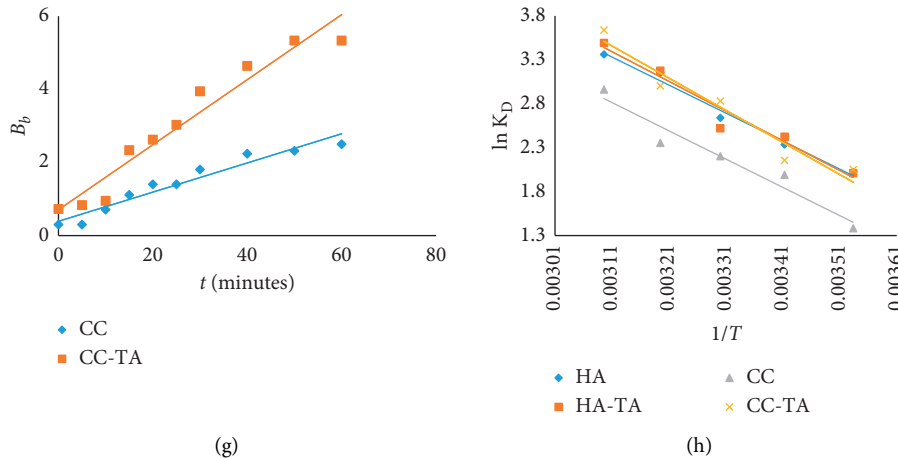 6
4
2
0
B_b
0
20
40
60
80
t (minutes)
CC
CC-TA
(g)
3.8
3.3
2.8
2.3
1.8
1.3
ln K_D
0.00301
0.00311
0.00321
0.00331
0.00341
0.00351
0.00361
1/T
HA
CC
HA-TA
CC-TA
(h)